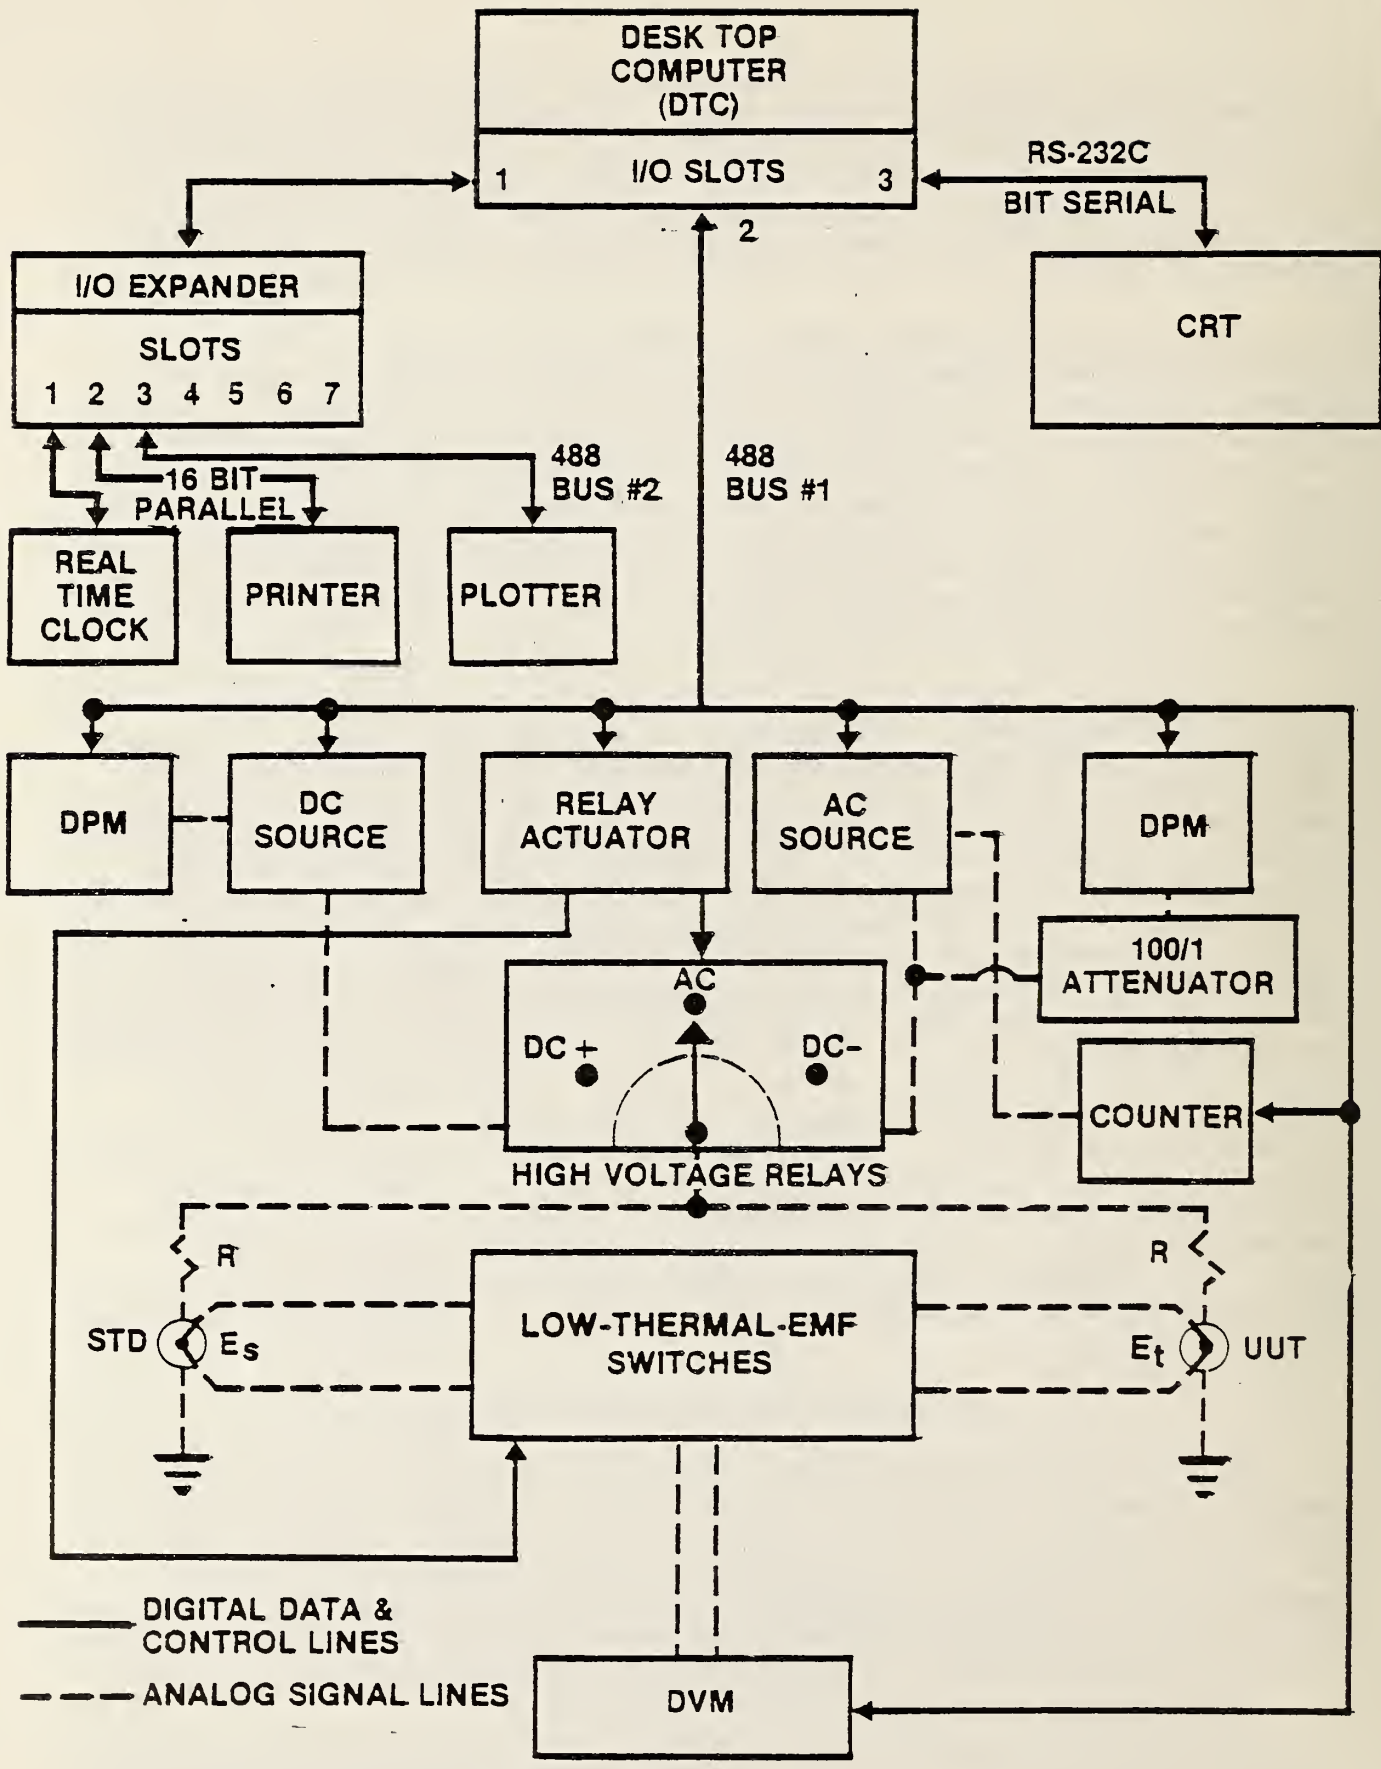 DESK TOP
COMPUTER
(DTC)
1 I/O SLOTS 3
2
RS-232C
BIT SERIAL
I/O EXPANDER
SLOTS
1 2 3 4 5 6 7
CRT
16 BIT
PARALLEL
488
BUS #2
488
BUS #1
REAL
TIME
CLOCK
PRINTER
PLOTTER
DPM
DC
SOURCE
RELAY
ACTUATOR
AC
SOURCE
DPM
100/1
ATTENUATOR
AC
DC +
DC-
COUNTER
HIGH VOLTAGE RELAYS
R
R
STD
Es
LOW-THERMAL-EMF
SWITCHES
Et
UUT
DIGITAL DATA &
CONTROL LINES
ANALOG SIGNAL LINES
DVM